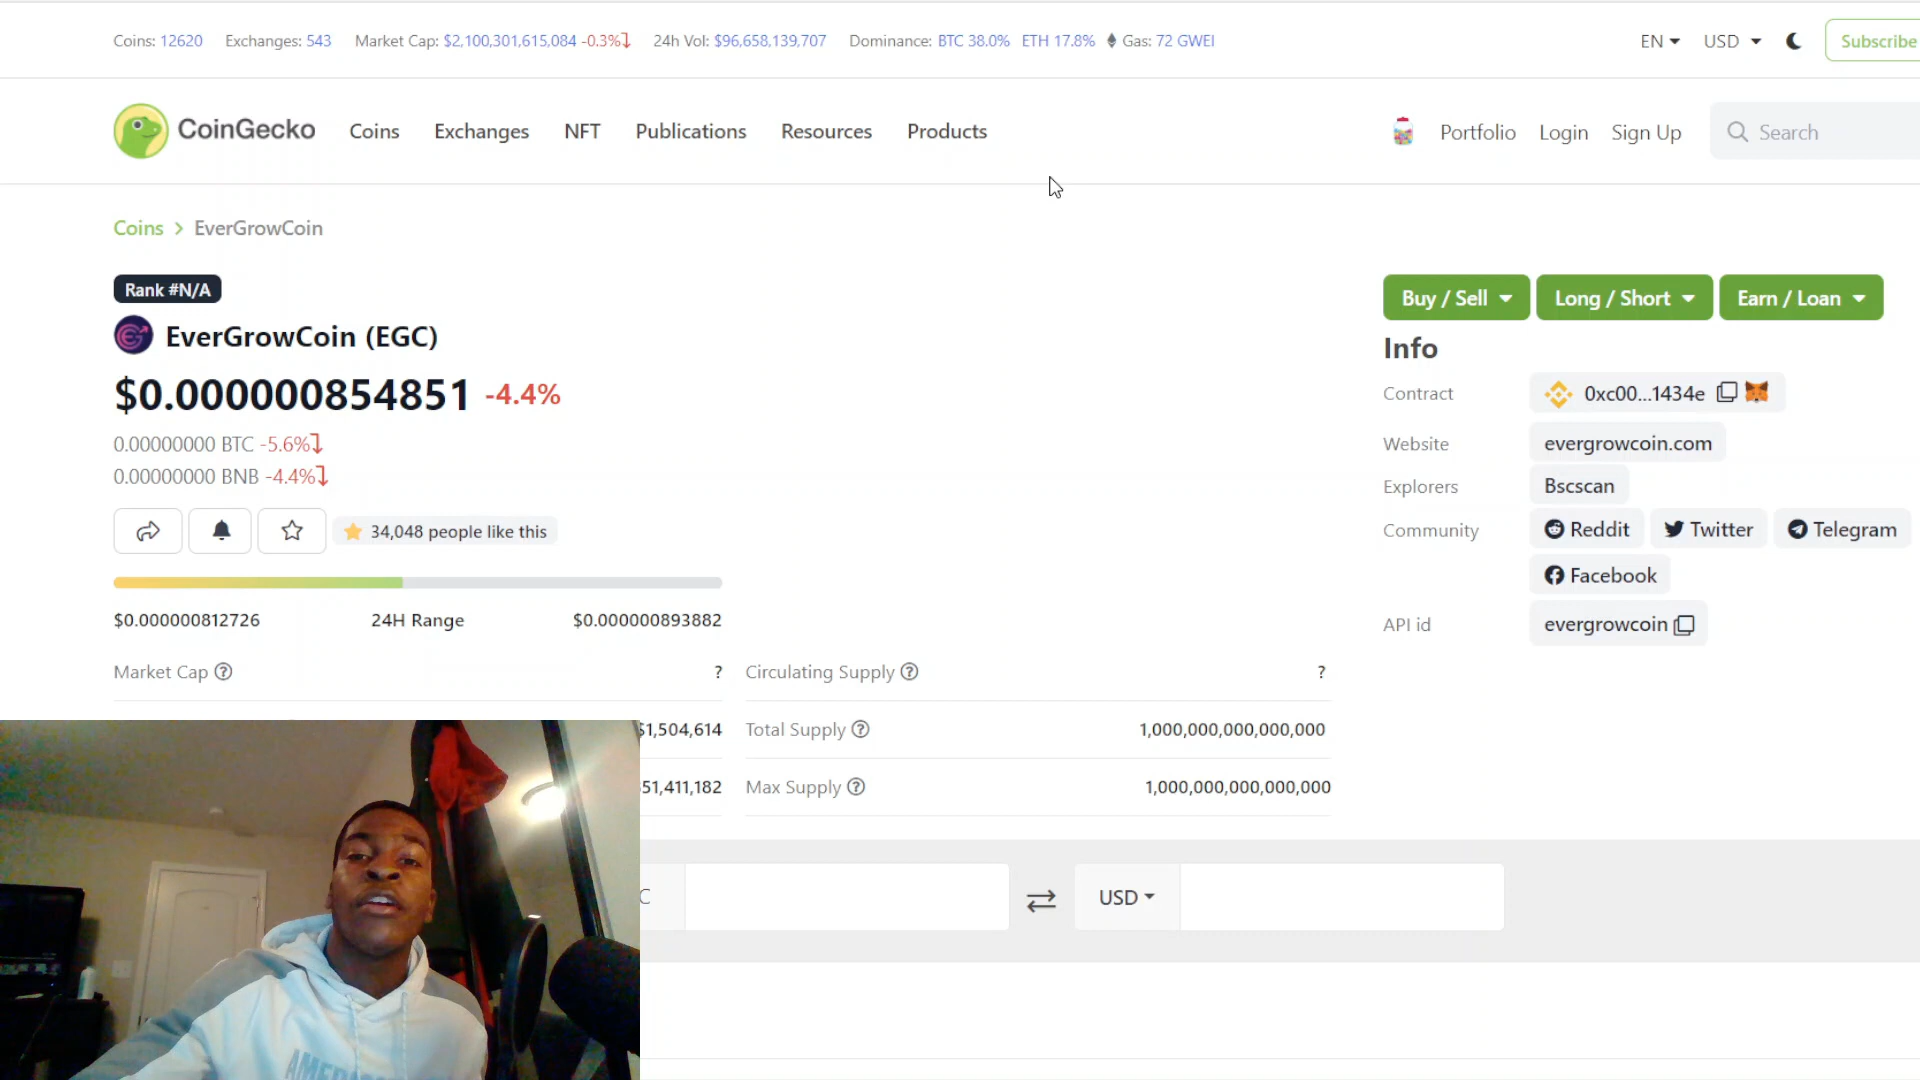 Coins: 12620 Exchanges: 543 Market Cap: $2,100,301,615,084 -0.3% 24h Vol: $96,658,139,707 Dominance: BTC 38.0% ETH 17.8% Gas: 72 GWEI EN USD Subscribe
CoinGecko Coins Exchanges NFT Publications Resources Products Portfolio Login Sign Up Search
Coins > EverGrowCoin
Rank #N/A
EverGrowCoin (EGC)
$0.000000854851 -4.4%
0.00000000 BTC -5.6%
0.00000000 BNB -4.4%
34,048 people like this
$0.000000812726 24H Range $0.000000893882
Market Cap ? ?
Circulating Supply ? ?
$1,504,614
Total Supply ? 1,000,000,000,000,000
51,411,182
Max Supply ? 1,000,000,000,000,000
Buy / Sell Long / Short Earn / Loan
Info
Contract 0xc00...1434e
Website evergrowcoin.com
Explorers Bscscan
Community Reddit Twitter Telegram
Facebook
API id evergrowcoin
C USD